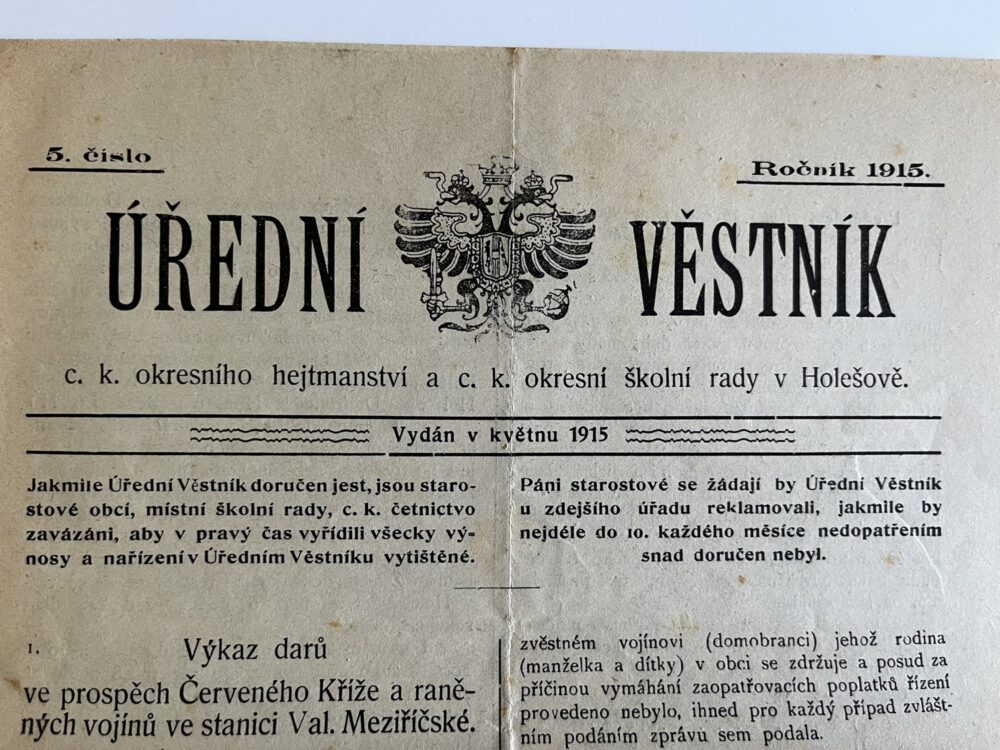 5. číslo
Ročník 1915.
ÚŘEDNÍ VĚSTNÍK
c. k. okresního hejtmanství a c. k. okresní školní rady v Holešově.
Vydán v květnu 1915
Jakmile Úřední Věstník doručen jest, jsou staro-
stové obcí, místní školní rady, c. k. četnictvo
zavázáni, aby v pravý čas vyřídili všecky vý-
nosy a nařízení v Úředním Věstníku vytištěné.
Páni starostové se žádají by Úřední Věstník
u zdejšího úřadu reklamovali, jakmile by
nejdéle do 10. každého měsíce nedopatřením
snad doručen nebyl.
1.
Výkaz darů
ve prospěch Červeného Kříže a raně-
ných vojínů ve stanici Val. Meziříčské.
zvěstném vojínovi (domobranci) jehož rodina
(manželka a dítky) v obci se zdržuje a posud za
příčinou vymáhání zaopatřovacích poplatků řízení
provedeno nebylo, ihned pro každý případ zvlášt-
ním podáním zprávu sem podala.